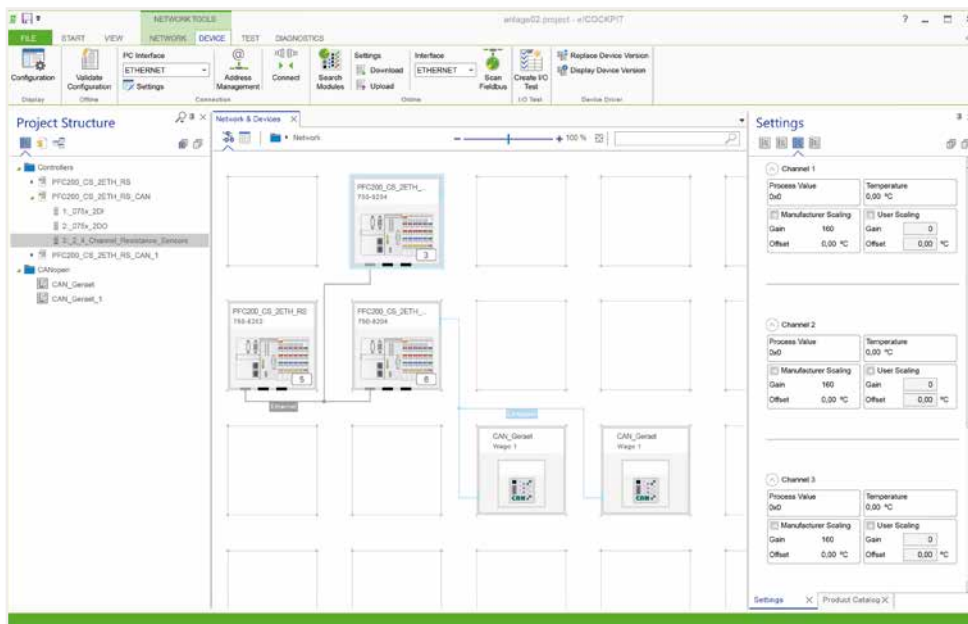 NETWORK TOOLS
anlage02.project - e!COCKPIT
FILE START VIEW NETWORK DEVICE TEST DIAGNOSTICS
Configuration
Display
Validate Configuration
Offline
PC Interface
ETHERNET
Settings
Address Management
Connect
Connection
Search Modules
Settings
Download
Upload
Interface
ETHERNET
Scan Fieldbus
Online
Create I/O Test
I/O Test
Replace Device Version
Display Device Version
Device Driver
Project Structure
Controllers
PFC200_CS_2ETH_RS
PFC200_CS_2ETH_RS_CAN
1:_075x_2DI
2:_075x_2DO
3:_2_4_Channel_Resistance_Sensors
PFC200_CS_2ETH_RS_CAN_1
CANopen
CAN_Geraet
CAN_Geraet_1
Network & Devices
Network
100 %
PFC200_CS_2ETH_...
750-8204
3
PFC200_CS_2ETH_RS
750-8202
5
PFC200_CS_2ETH_...
750-8204
6
Ethernet
CANopen
CAN_Geraet
Wago 1
CAN
CAN_Geraet
Wago 1
CAN
Settings
Channel 1
Process Value Temperature
0x0 0,00 °C
Manufacturer Scaling User Scaling
Gain 160 Gain 0
Offset 0,00 °C Offset 0,00 °C
Channel 2
Process Value Temperature
0x0 0,00 °C
Manufacturer Scaling User Scaling
Gain 160 Gain 0
Offset 0,00 °C Offset 0,00 °C
Channel 3
Process Value Temperature
0x0 0,00 °C
Manufacturer Scaling User Scaling
Gain 160 Gain 0
Offset 0,00 °C Offset 0,00 °C
Settings Product Catalog